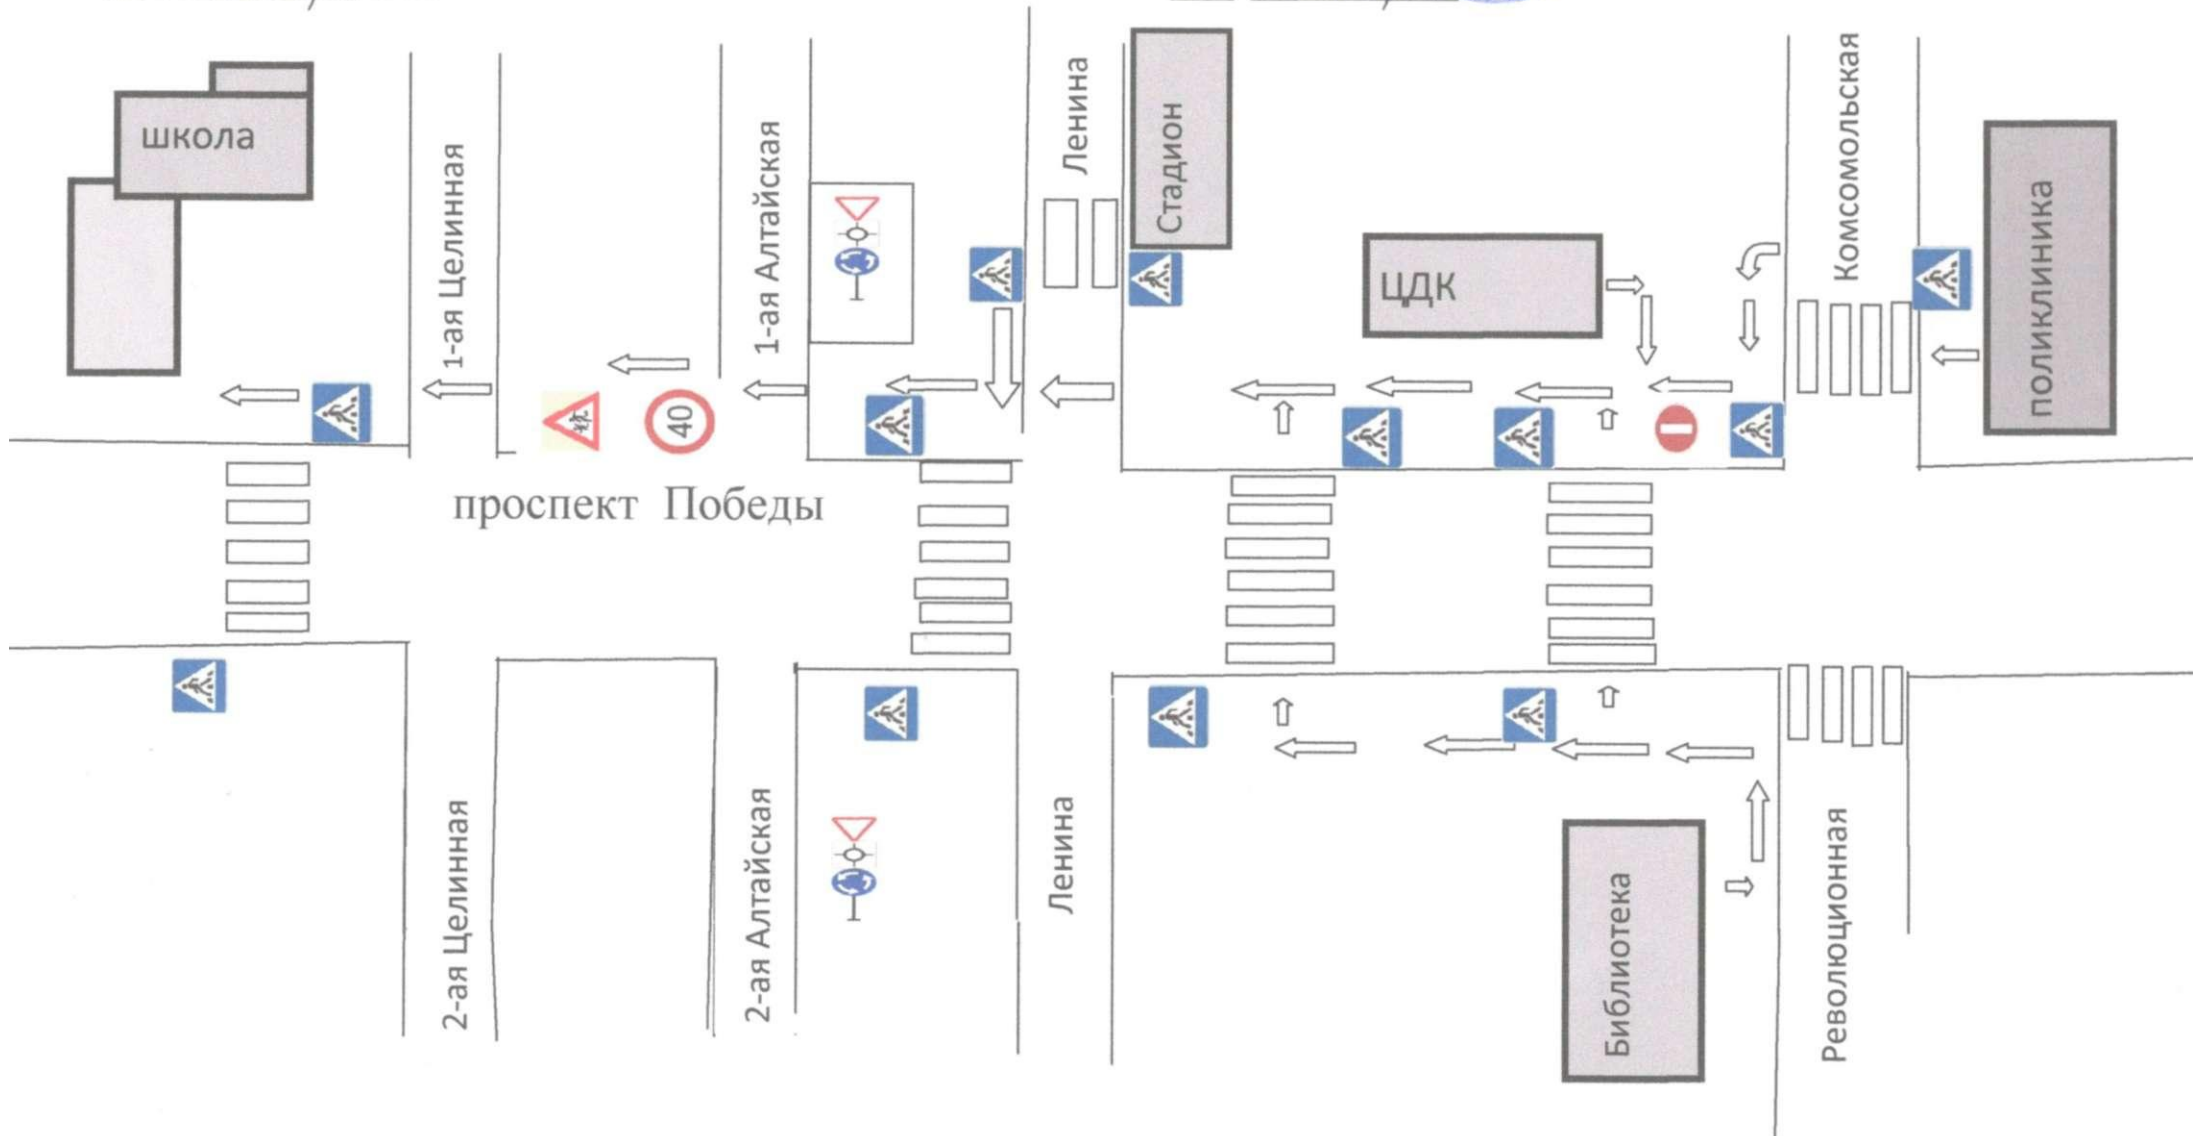 школа
1-ая Целинная
1-ая Алтайская
Ленина
Стадион
ЦДК
Комсомольская
поликлиника
40
проспект Победы
2-ая Целинная
2-ая Алтайская
Ленина
Библиотека
Революционная